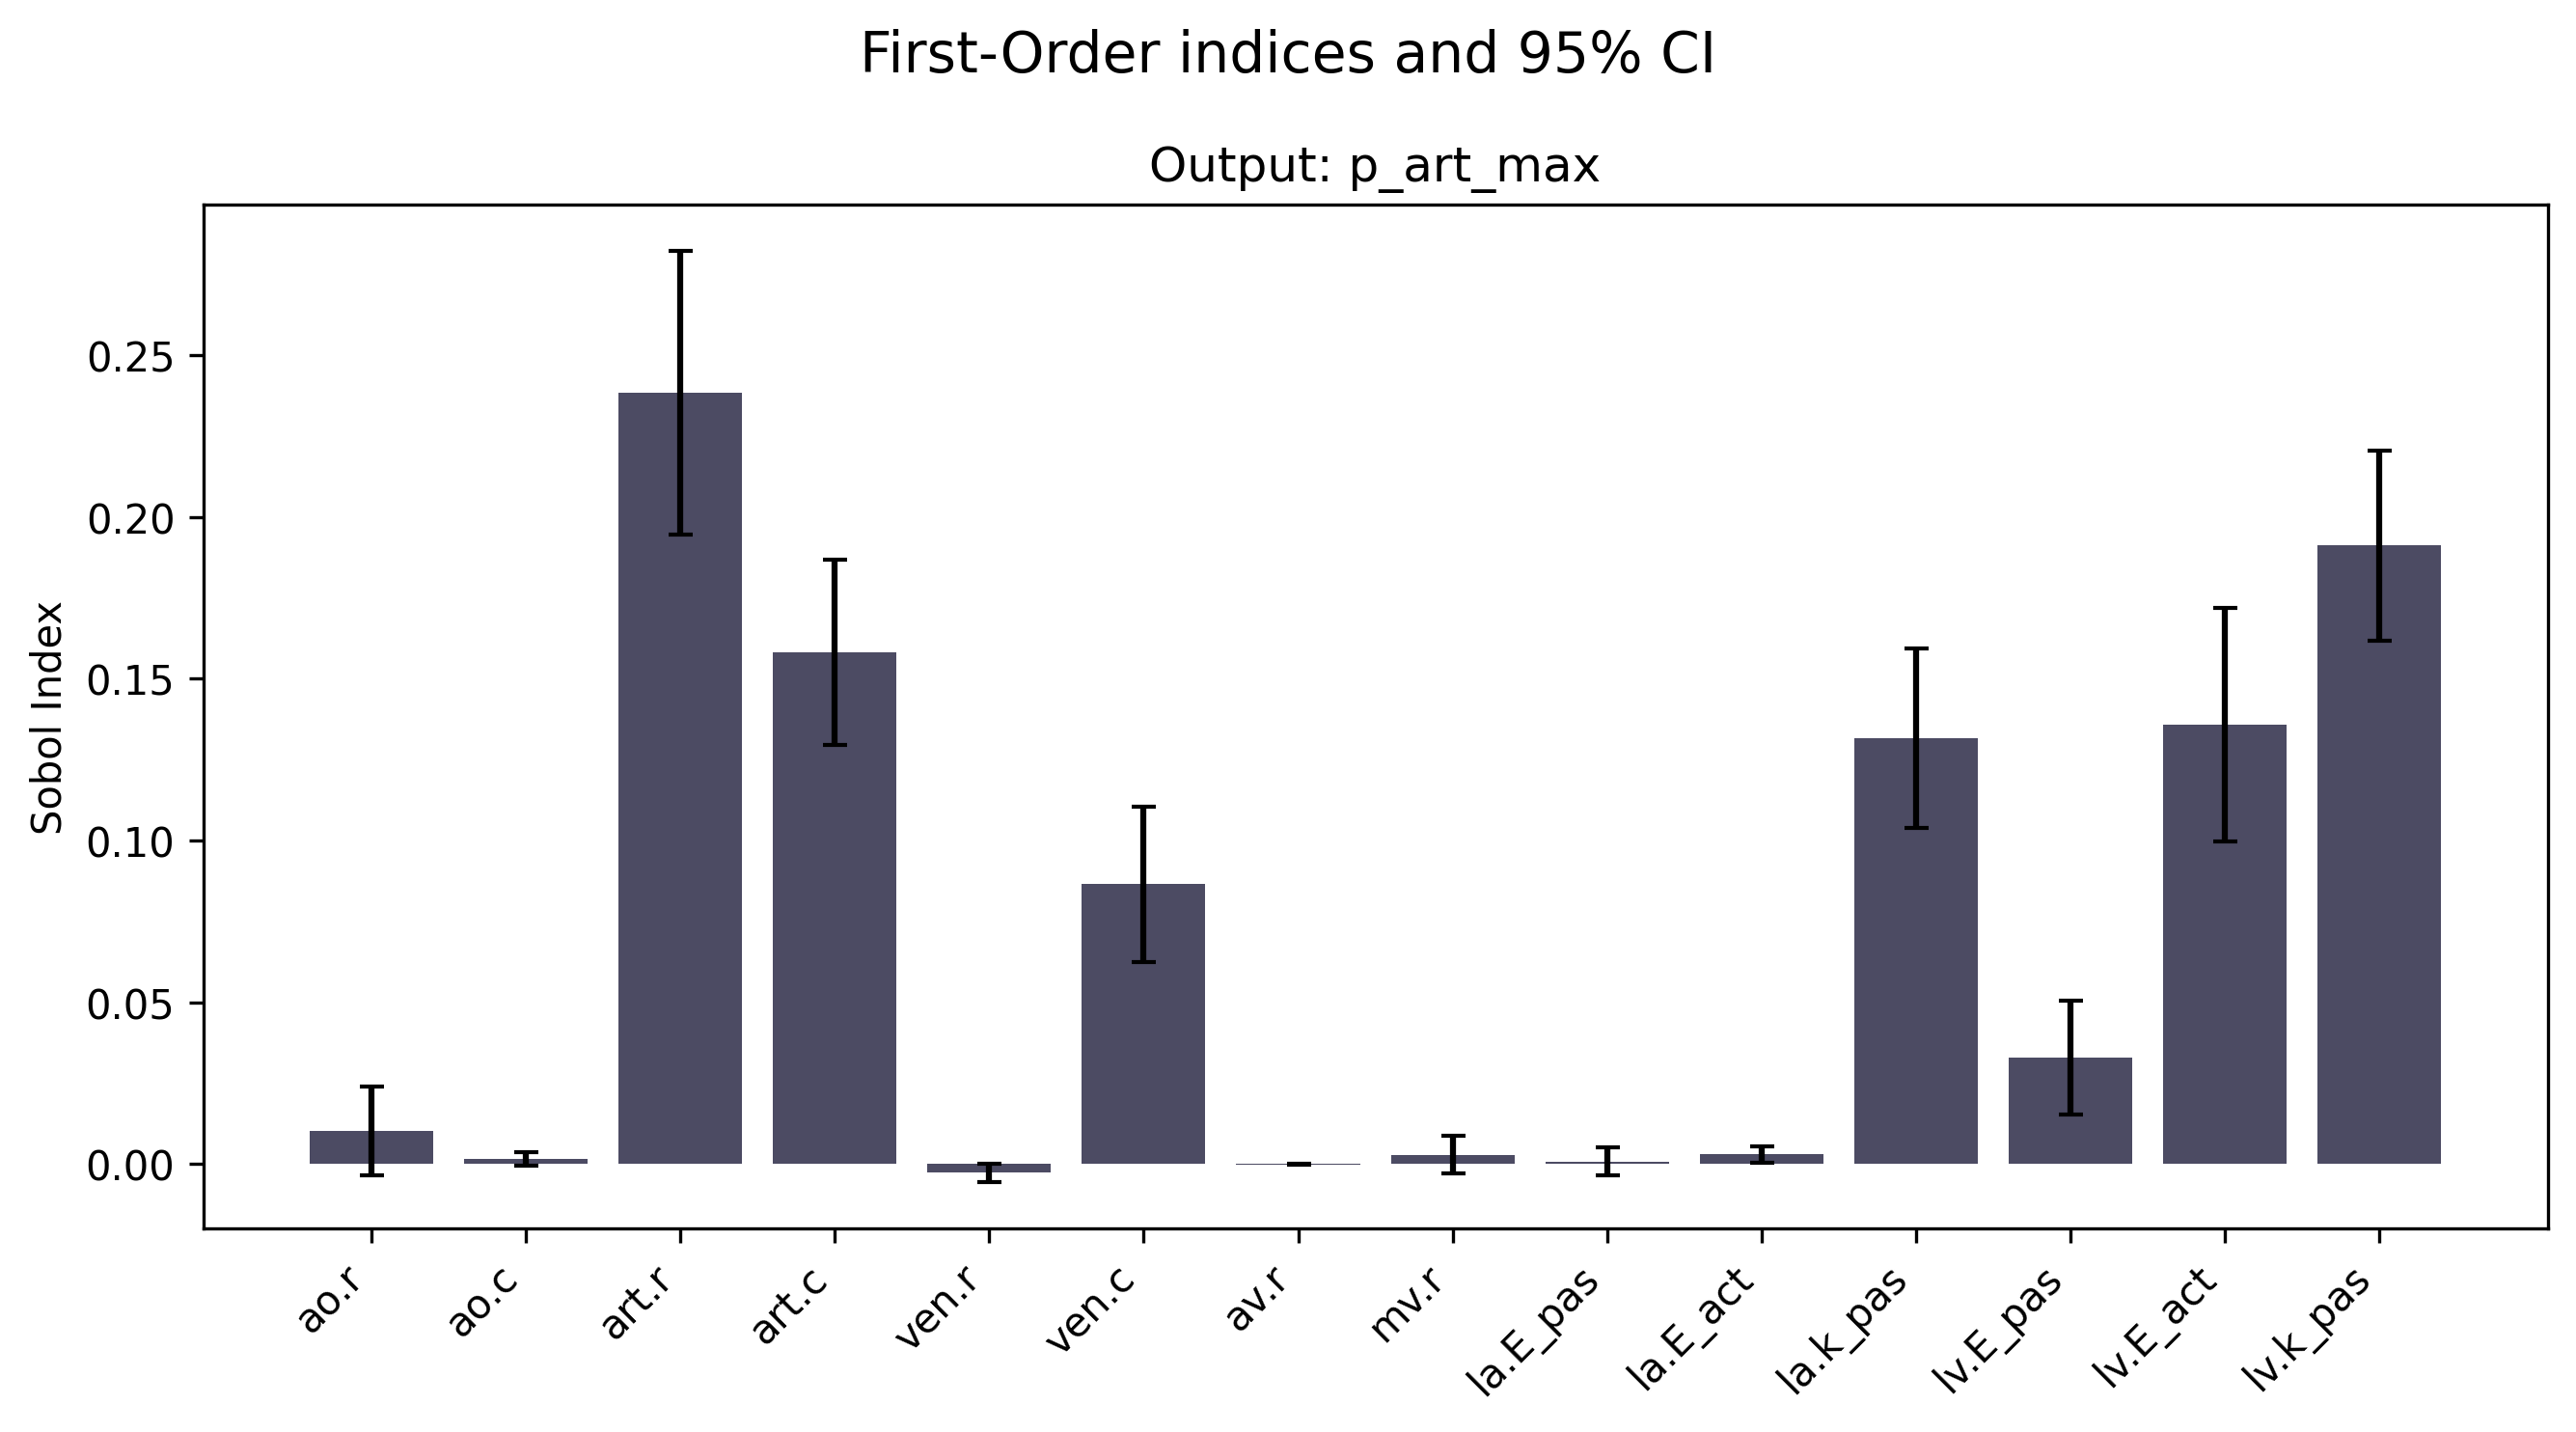 First-Order indices and 95% CI
Output: p_art_max
Sobol Index
0.25
0.20
0.15
0.10
0.05
0.00
ao.r
ao.c
art.r
art.c
ven.r
ven.c
av.r
mv.r
la.E_pas
la.E_act
la.k_pas
lv.E_pas
lv.E_act
lv.k_pas